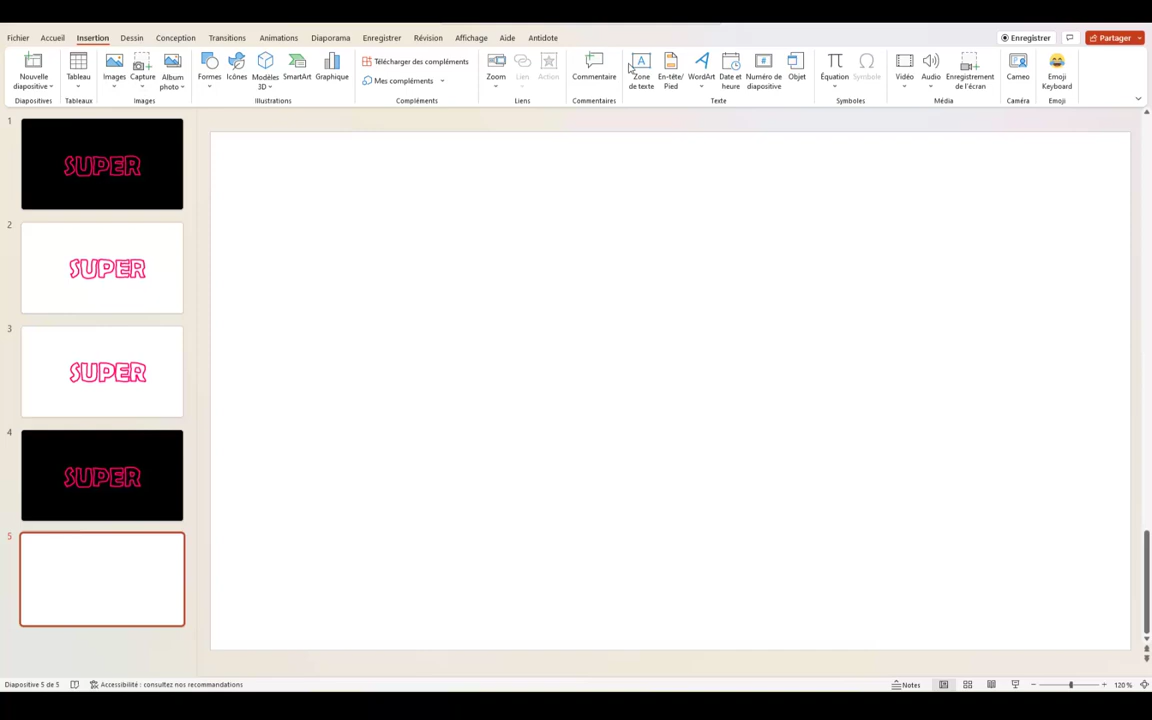 Fichier Accueil Insertion Dessin Conception Transitions Animations Diaporama Enregistrer Révision Affichage Aide Antidote Enregistrer Partager
Nouvelle diapositive
Tableau
Images
Capture
Album photo
Formes
Icônes
Modèles 3D
SmartArt
Graphique
Télécharger des compléments
Mes compléments
Zoom
Lien
Action
Commentaire
Zone de texte
En-tête/ Pied
WordArt
Date et heure
Numéro de diapositive
Objet
Équation
Symbole
Vidéo
Audio
Enregistrement de l'écran
Cameo
Emoji Keyboard
Diapositives Tableaux Images Illustrations Compléments Liens Commentaires Texte Symboles Média Caméra Emoji
1
SUPER
2
SUPER
3
SUPER
4
SUPER
5
Diapositive 5 de 5 Accessibilité : consultez nos recommandations Notes 120 %